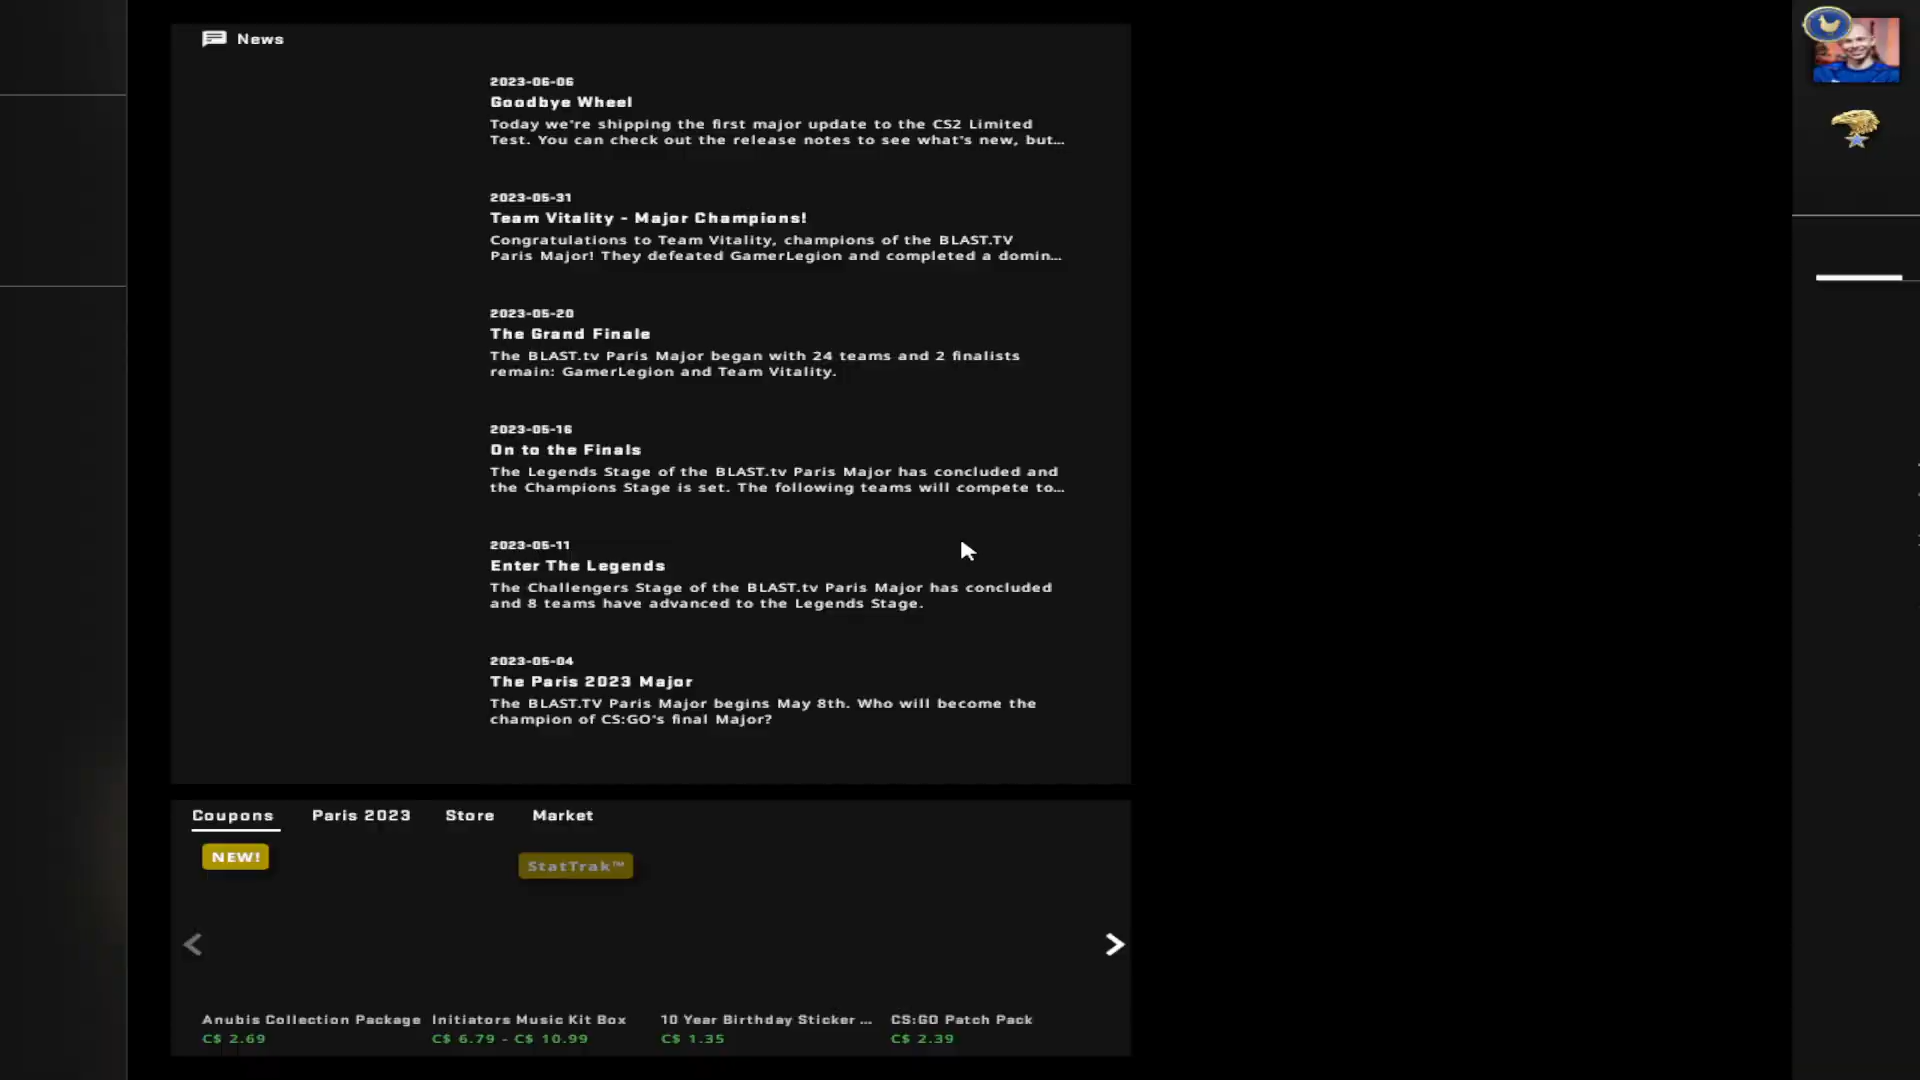 News
2023-06-06
Goodbye Wheel
Today we're shipping the first major update to the CS2 Limited
Test. You can check out the release notes to see what's new, but...
2023-05-31
Team Vitality - Major Champions!
Congratulations to Team Vitality, champions of the BLAST.TV
Paris Major! They defeated GamerLegion and completed a domin...
2023-05-20
The Grand Finale
The BLAST.tv Paris Major began with 24 teams and 2 finalists
remain: GamerLegion and Team Vitality.
2023-05-16
On to the Finals
The Legends Stage of the BLAST.tv Paris Major has concluded and
the Champions Stage is set. The following teams will compete to...
2023-05-11
Enter The Legends
The Challengers Stage of the BLAST.tv Paris Major has concluded
and 8 teams have advanced to the Legends Stage.
2023-05-04
The Paris 2023 Major
The BLAST.TV Paris Major begins May 8th. Who will become the
champion of CS:GO's final Major?
Coupons Paris 2023 Store Market
NEW! StatTrak™
Anubis Collection Package Initiators Music Kit Box 10 Year Birthday Sticker ... CS:GO Patch Pack
C$ 2.69 C$ 6.79 - C$ 10.99 C$ 1.35 C$ 2.39